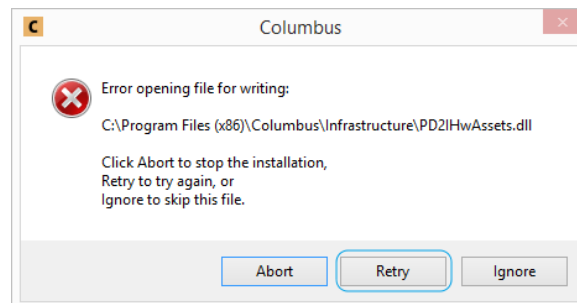 C
Columbus
Error opening file for writing:
C:\Program Files (x86)\Columbus\Infrastructure\PD2IHwAssets.dll
Click Abort to stop the installation,
Retry to try again, or
Ignore to skip this file.
Abort Retry Ignore